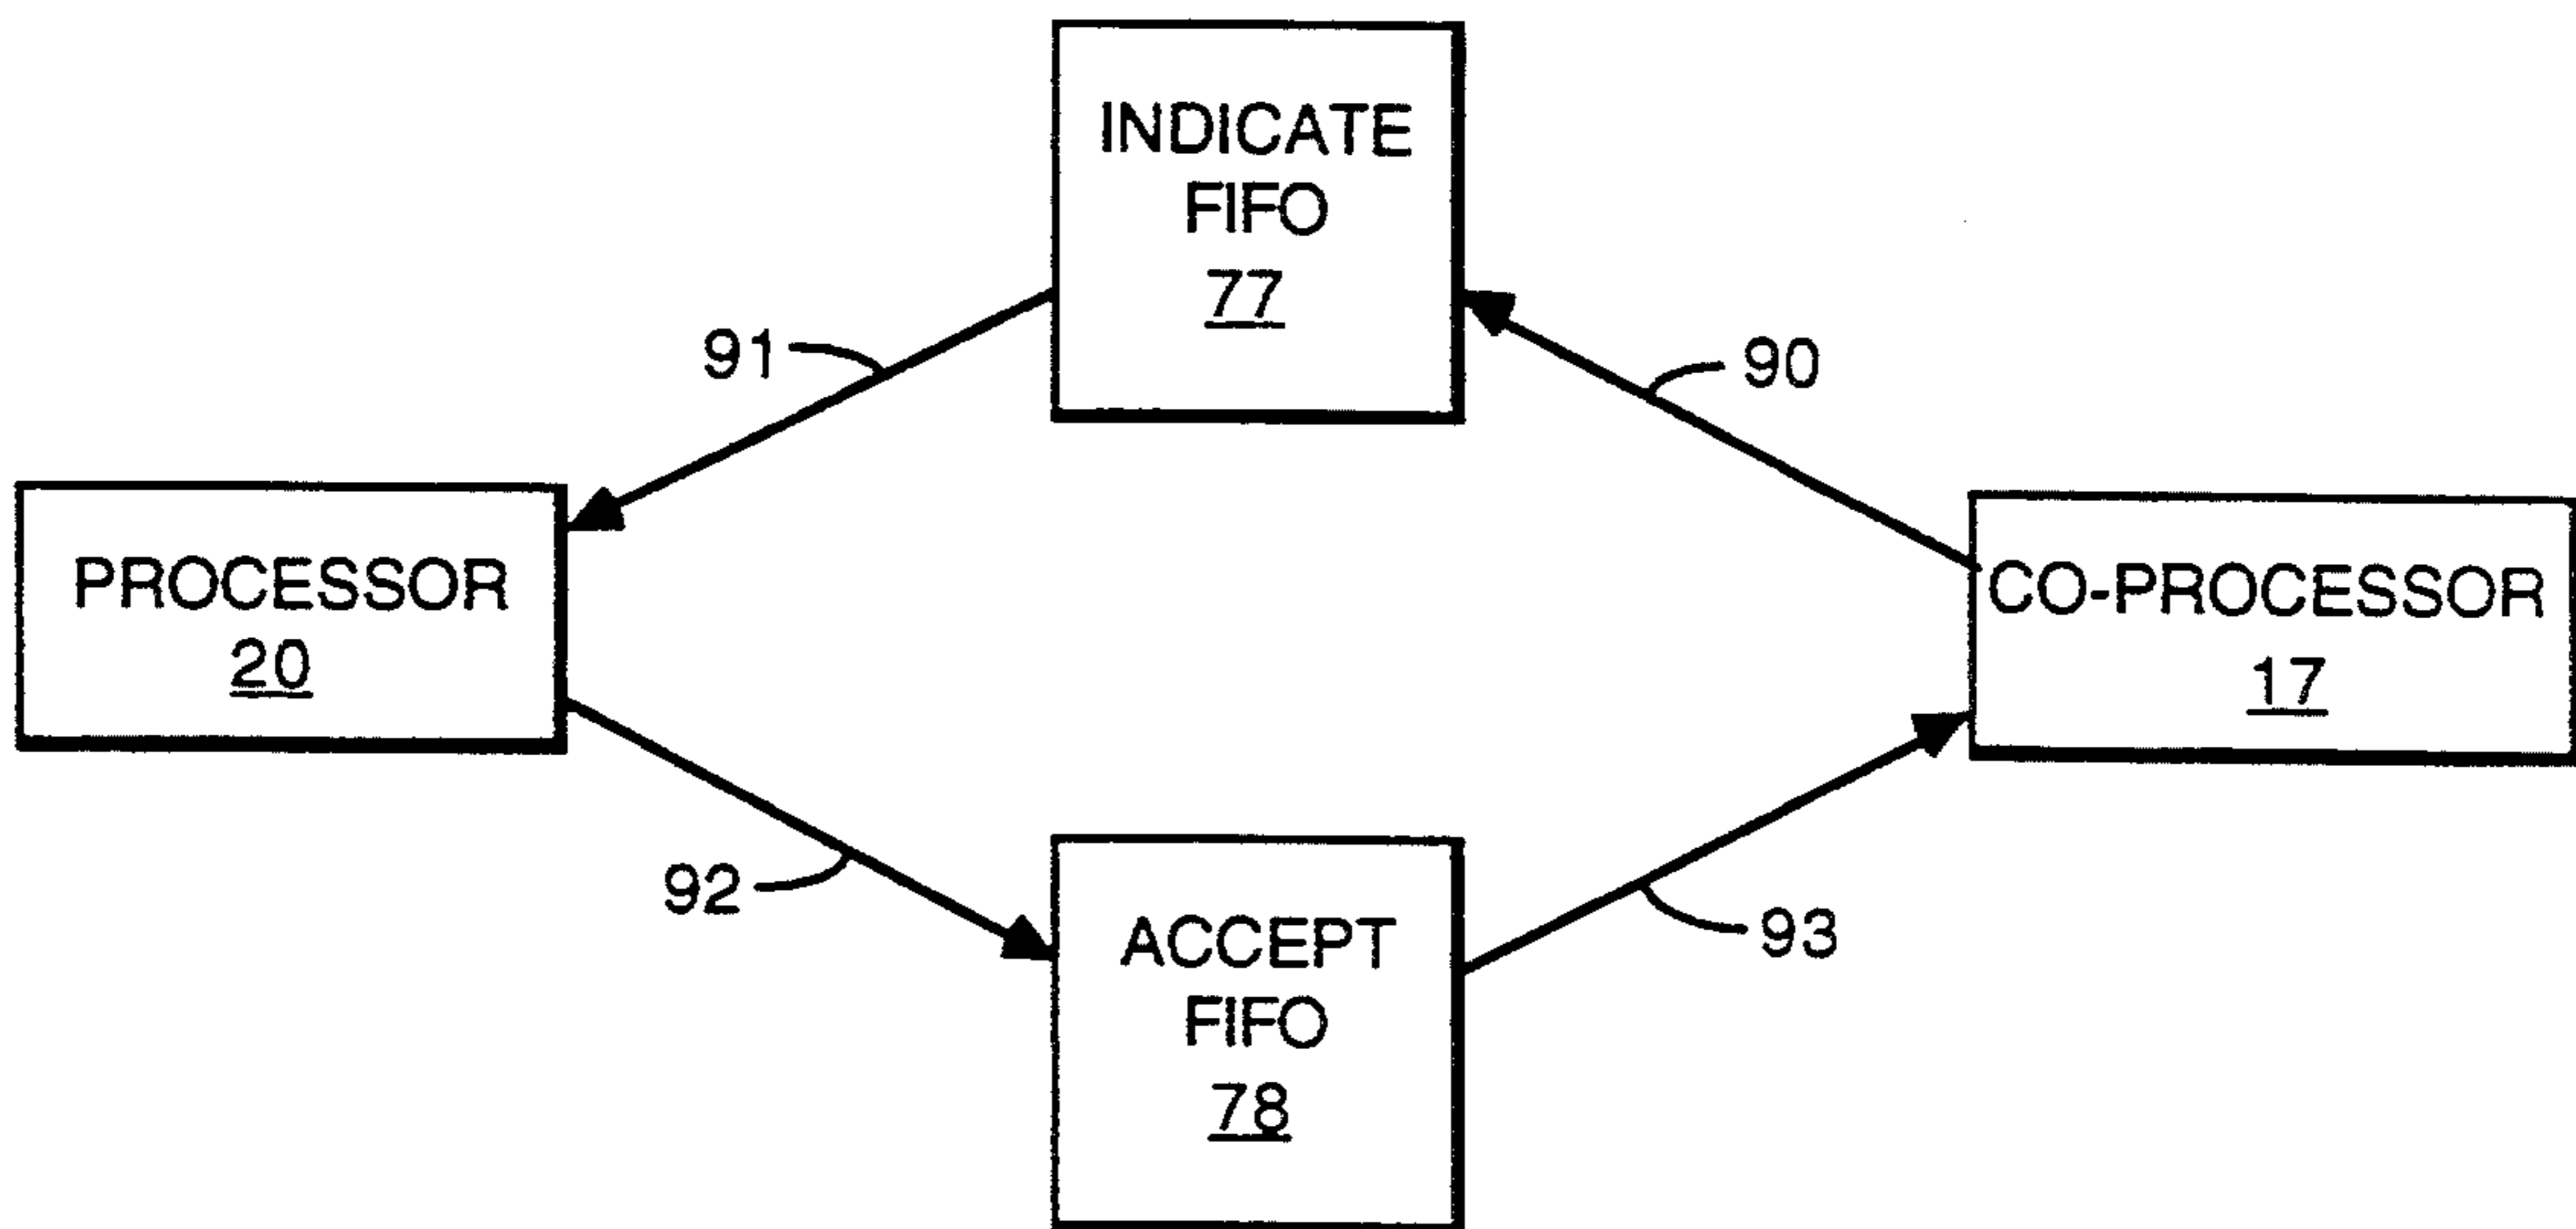 INDICATE
FIFO
77
91
90
PROCESSOR
20
CO-PROCESSOR
17
92
ACCEPT
FIFO
78
93